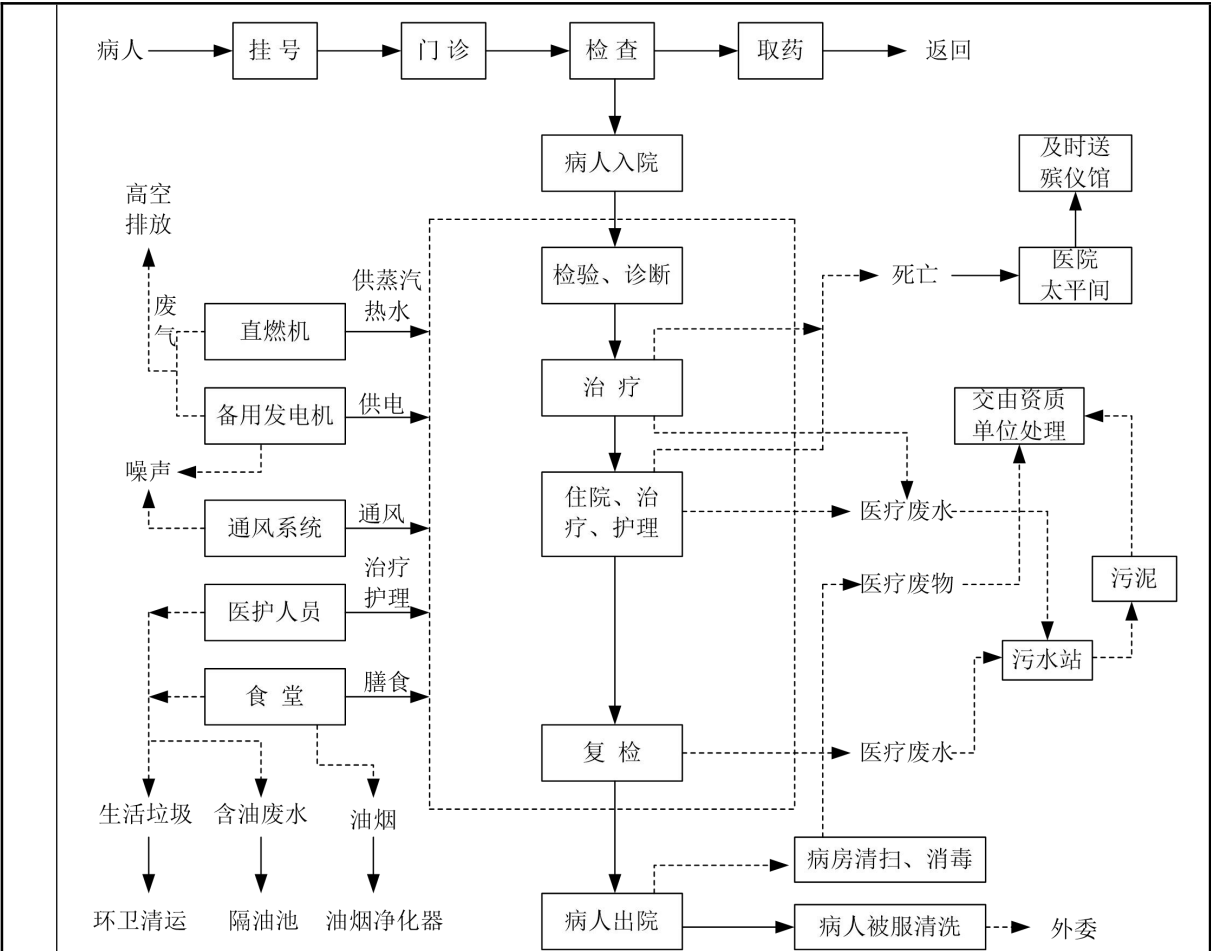 病人
挂 号
门 诊
检 查
取药
返回
病人入院
及时送
殡仪馆
高空
排放
检验、诊断
死亡
医院
太平间
供蒸汽
热水
废
气
直燃机
治 疗
备用发电机
供电
交由资质
单位处理
噪声
住院、治
疗、护理
通风系统
通风
医疗废水
治疗
护理
医疗废物
污泥
医护人员
污水站
食 堂
膳食
复 检
医疗废水
生活垃圾
含油废水
油烟
病房清扫、消毒
环卫清运
隔油池
油烟净化器
病人出院
病人被服清洗
外委